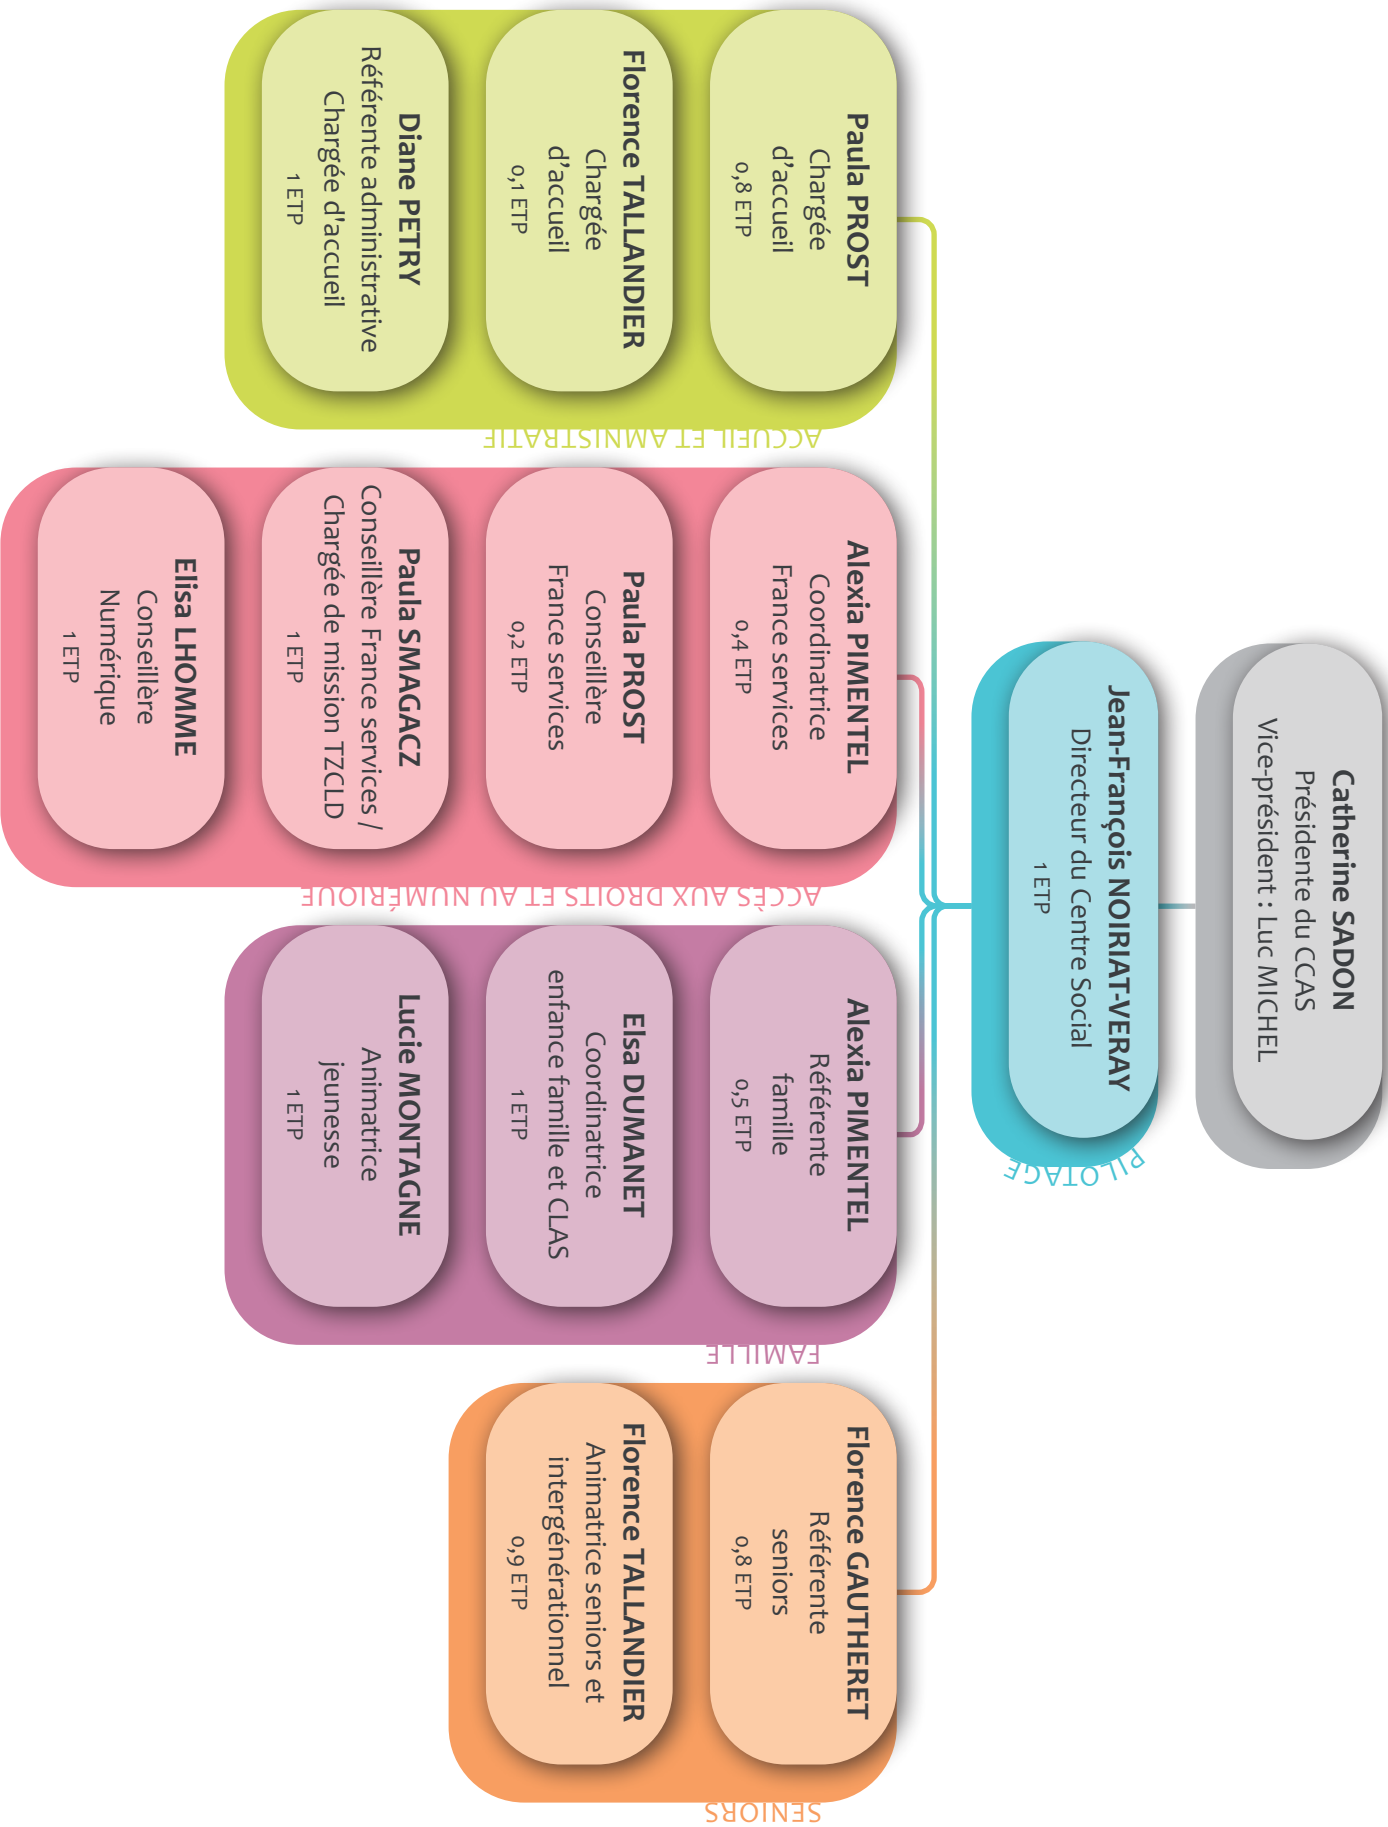 Catherine SADON
Présidente du CCAS
Vice-président : Luc MICHEL
Jean-François NOIRIAT-VERAY
Directeur du Centre Social
1 ETP
PILOTAGE
Paula PROST
Chargée
d'accueil
0,8 ETP
Florence TALLANDIER
Chargée
d'accueil
0,1 ETP
Diane PETRY
Référente administrative
Chargée d'accueil
1 ETP
ACCUEIL ET AMNISTRATIF
Alexia PIMENTEL
Coordinatrice
France services
0,4 ETP
Paula PROST
Conseillère
France services
0,2 ETP
Paula SMAGACZ
Conseillère France services /
Chargée de mission TZCLD
1 ETP
Elisa LHOMME
Conseillère
Numérique
1 ETP
ACCÈS AUX DROITS ET AU NUMÉRIQUE
Alexia PIMENTEL
Référente
famille
0,5 ETP
Elsa DUMANET
Coordinatrice
enfance famille et CLAS
1 ETP
Lucie MONTAGNE
Animatrice
jeunesse
1 ETP
FAMILLE
Florence GAUTHERET
Référente
seniors
0,8 ETP
Florence TALLANDIER
Animatrice seniors et
intergénérationnel
0,9 ETP
SENIORS